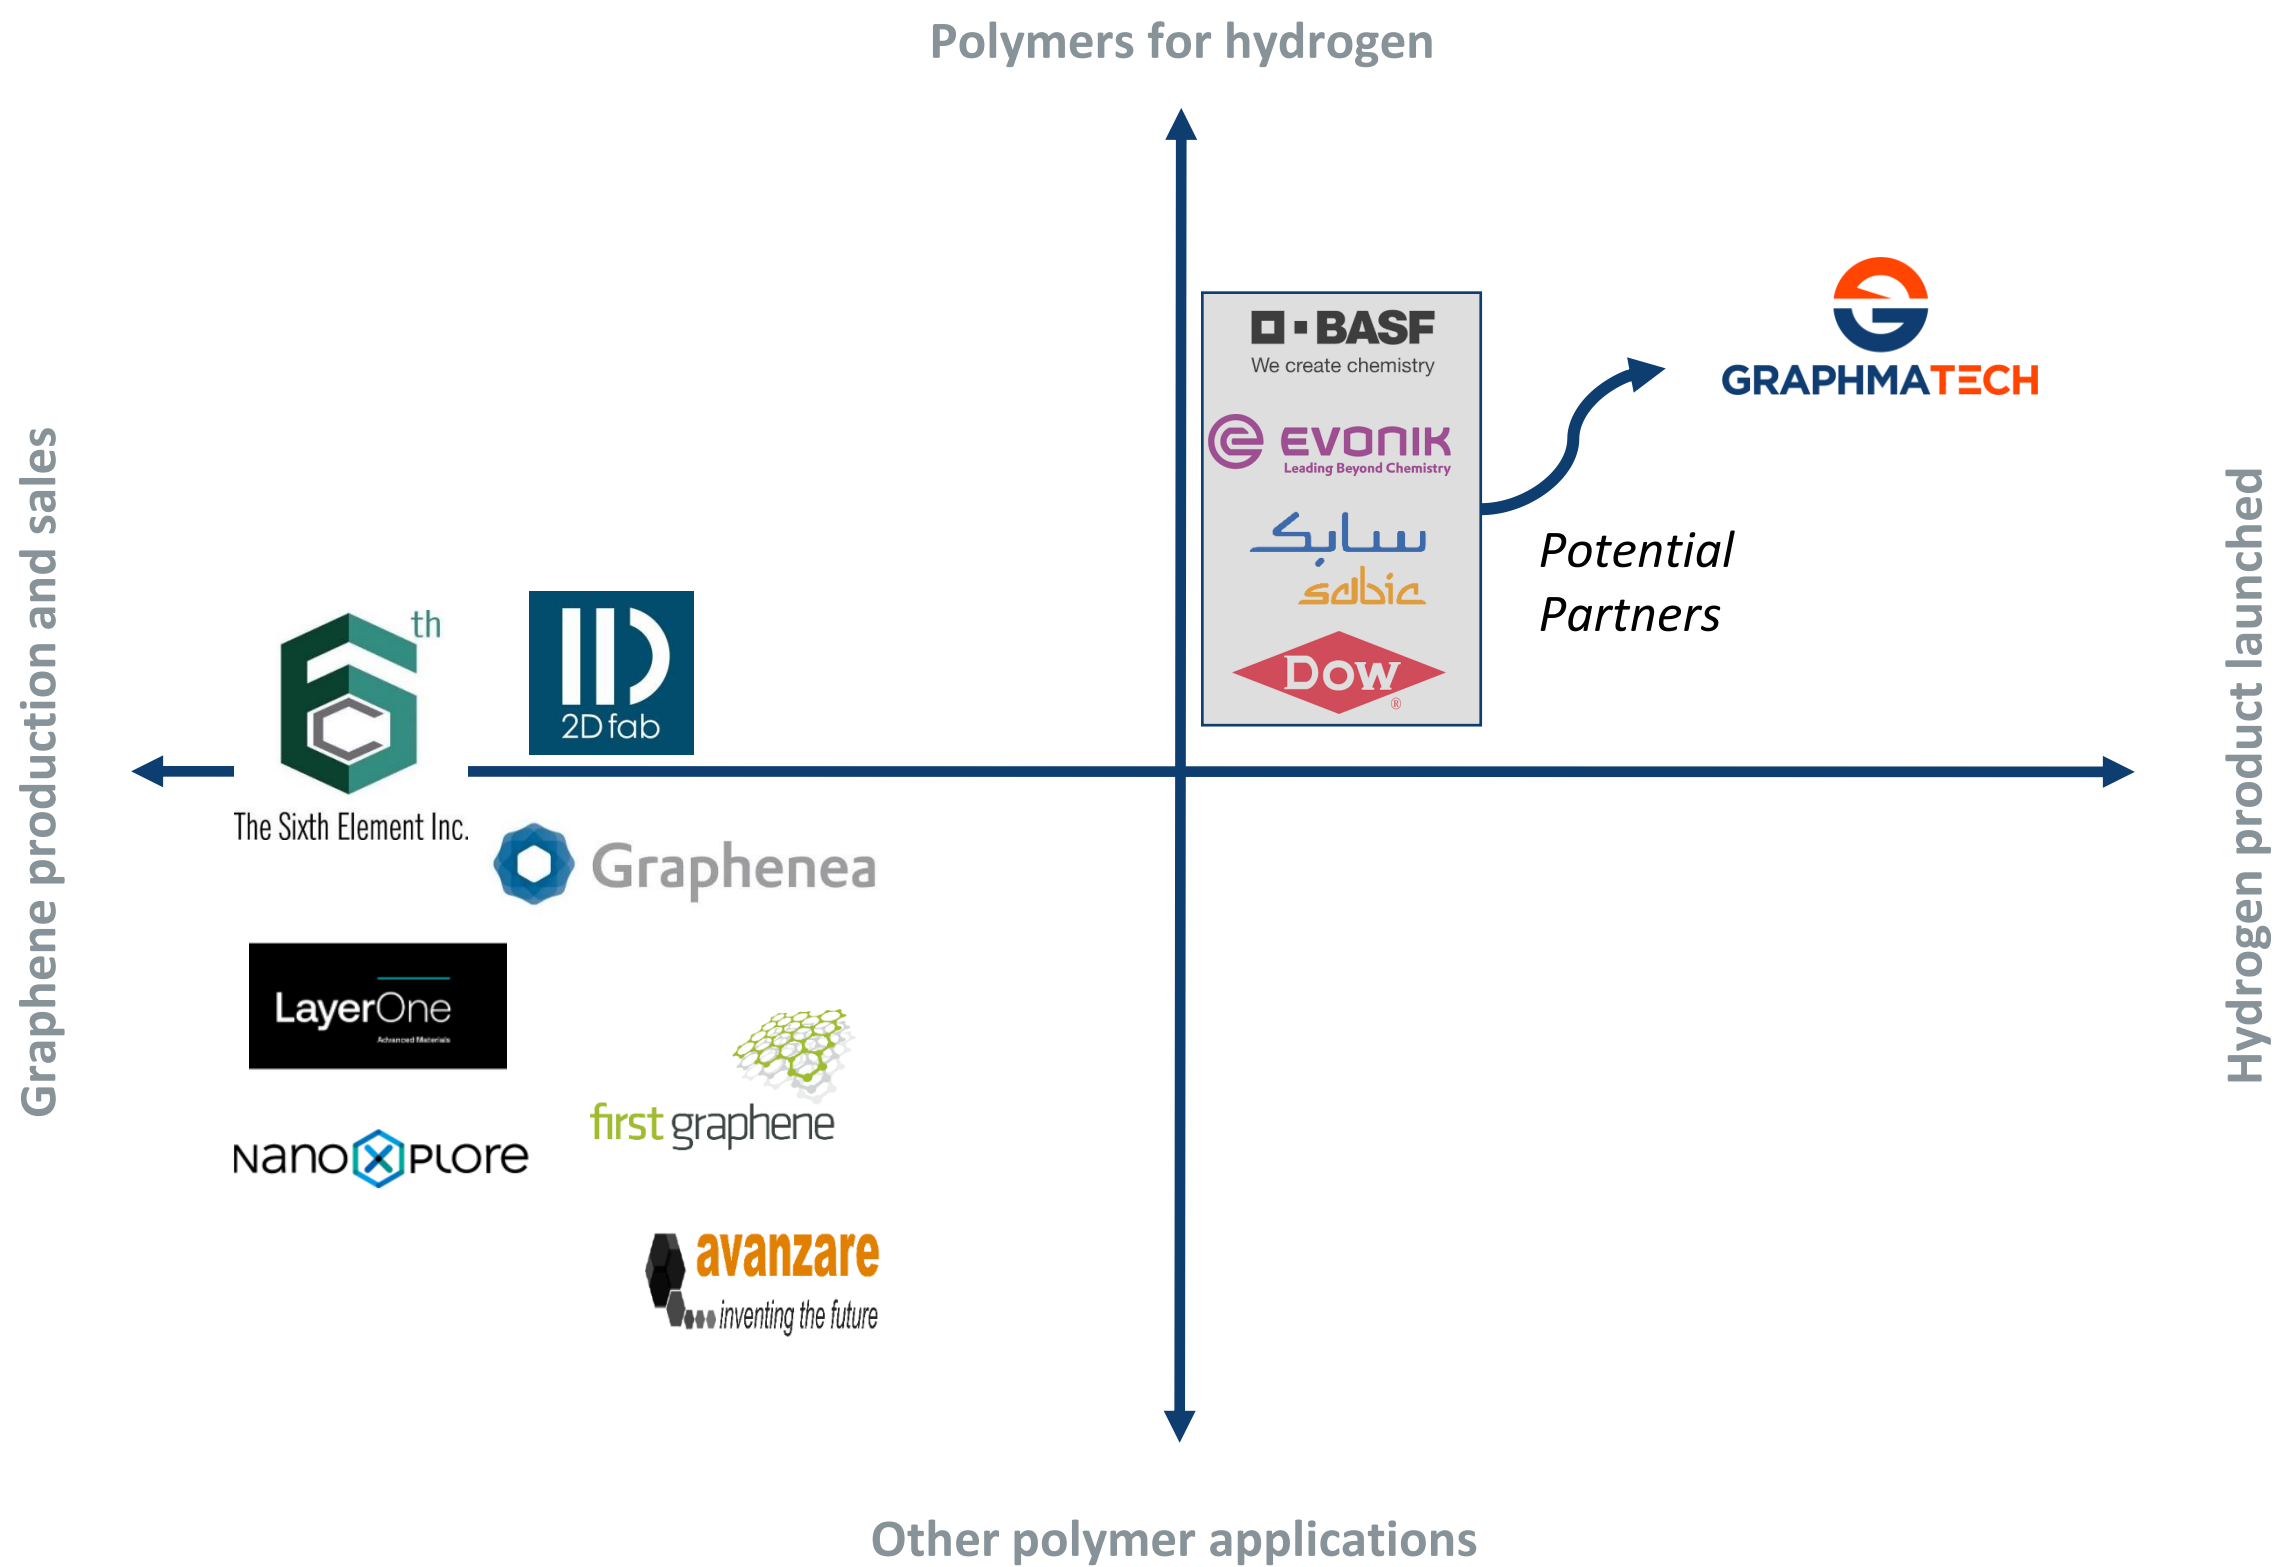 Polymers for hydrogen
BASF
We create chemistry
EVONIK
Leading Beyond Chemistry
سابك
sabic
DOW
®
GRAPHMATECH
Potential
Partners
Graphene production and sales
Hydrogen product launched
th
The Sixth Element Inc.
2D fab
Graphenea
LayerOne
Advanced Materials
first graphene
NanoXplore
avanzare
inventing the future
Other polymer applications